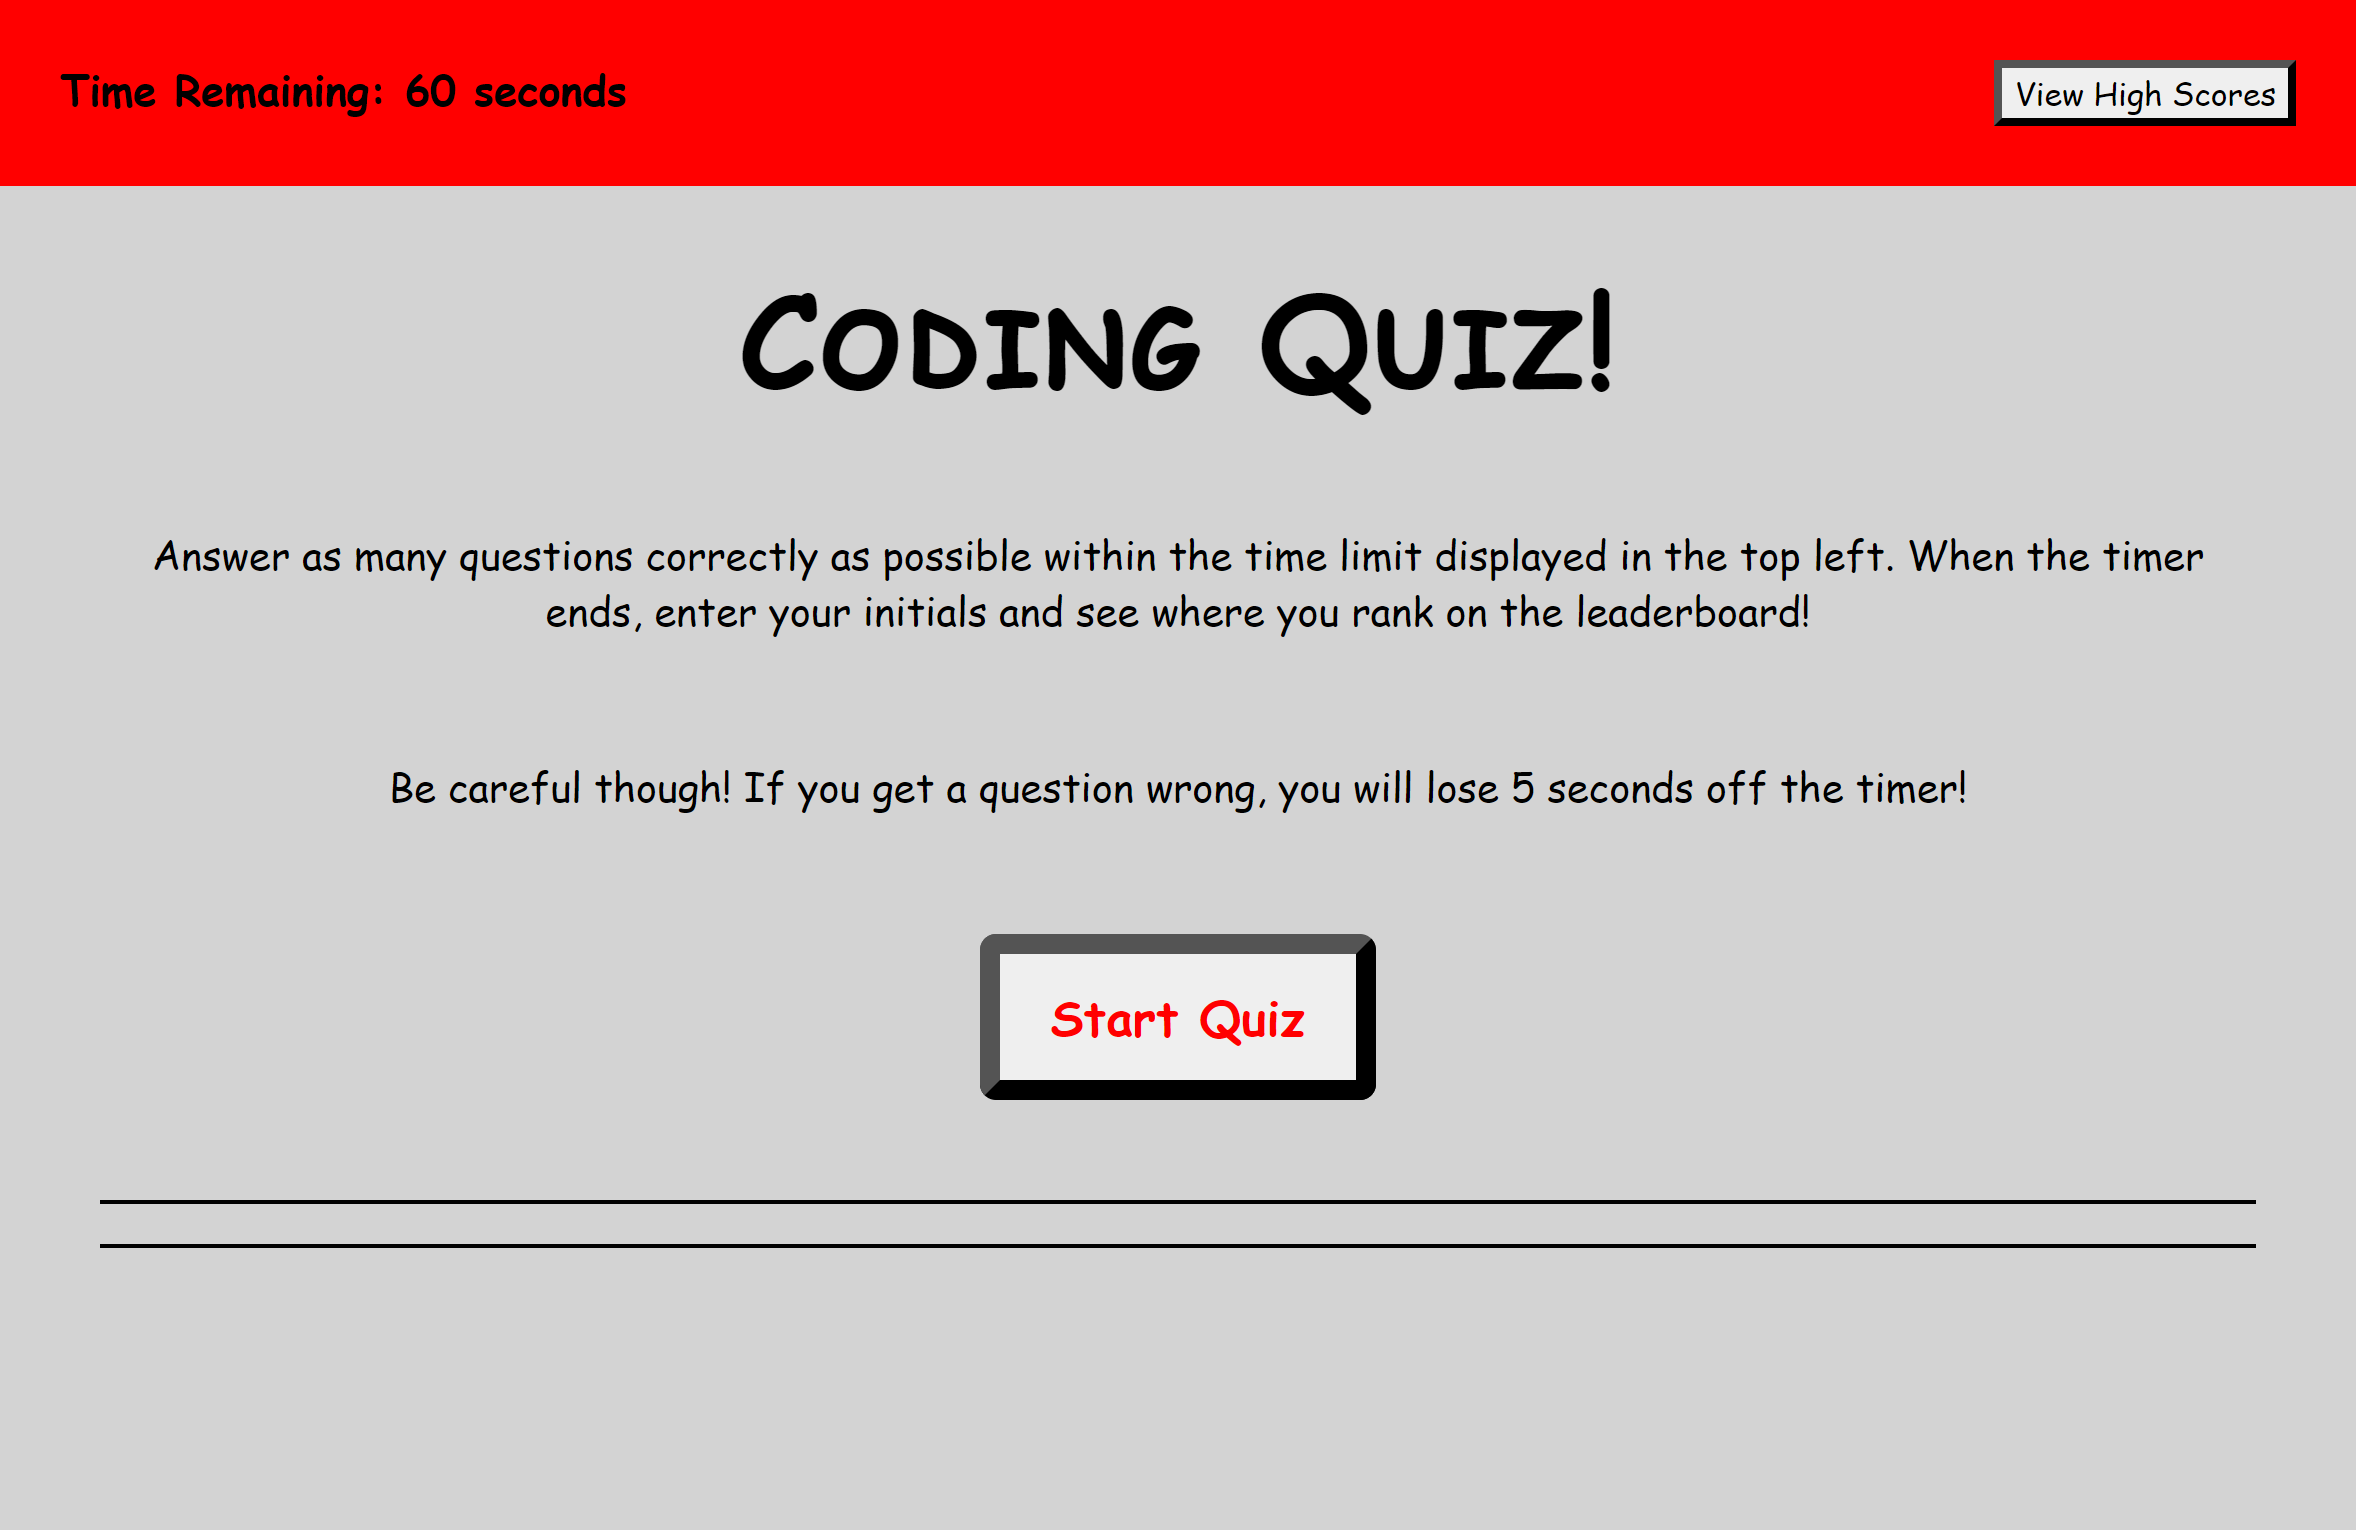 Time Remaining: 60 seconds
View High Scores
Coding Quiz!
Answer as many questions correctly as possible within the time limit displayed in the top left. When the timer
ends, enter your initials and see where you rank on the leaderboard!
Be careful though! If you get a question wrong, you will lose 5 seconds off the timer!
Start Quiz